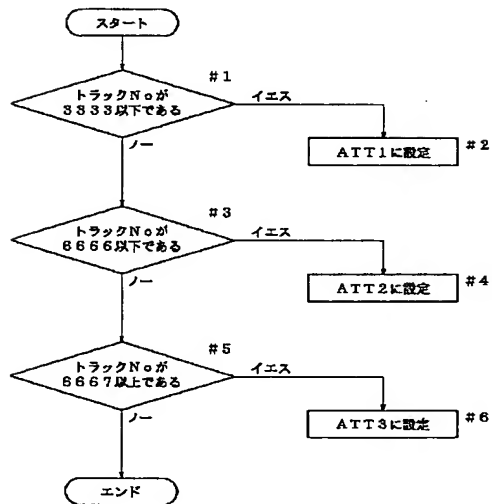 スタート
#1
トラックNoが
3333以下である
イエス
ノー
ATT1に設定
#2
#3
トラックNoが
6666以下である
イエス
ノー
ATT2に設定
#4
#5
トラックNoが
6667以上である
イエス
ノー
ATT3に設定
#6
エンド